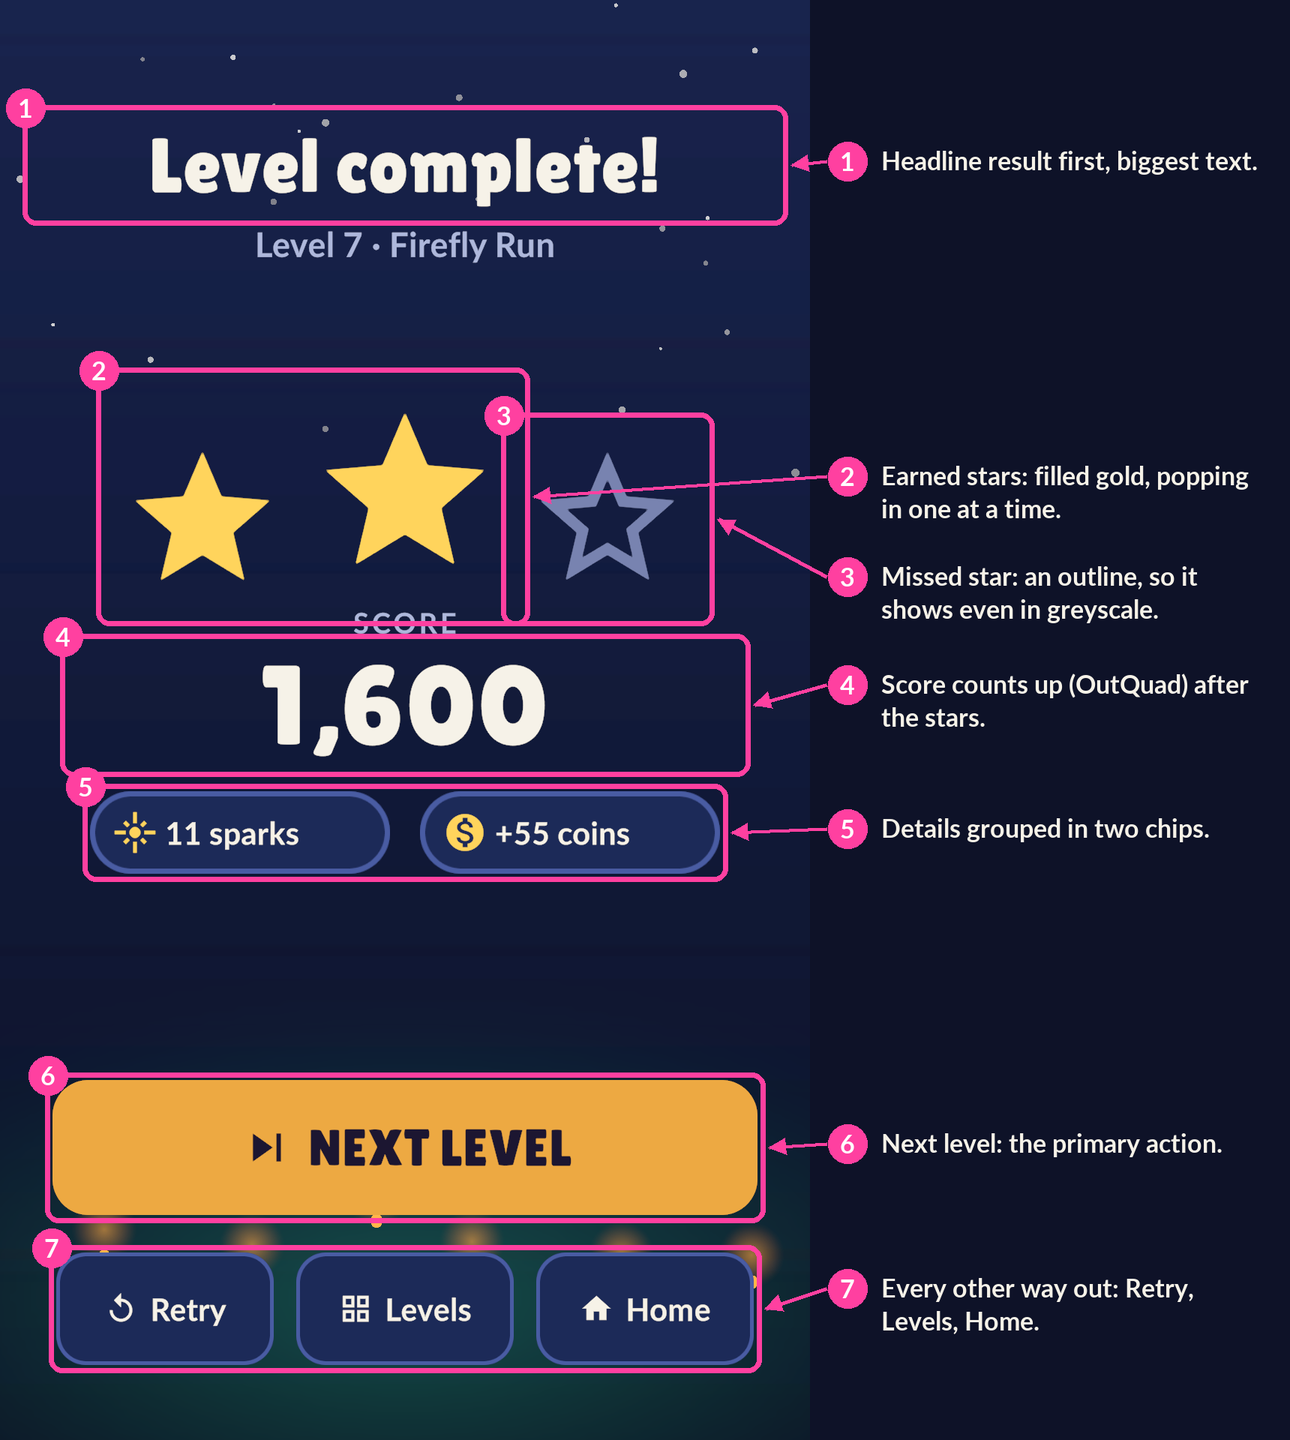 1
Level complete!
1 Headline result first, biggest text.
Level 7 · Firefly Run
2
3
2 Earned stars: filled gold, popping
in one at a time.
3 Missed star: an outline, so it
shows even in greyscale.
SCORE
4
1,600
4 Score counts up (OutQuad) after
the stars.
5
11 sparks
+55 coins
5 Details grouped in two chips.
6
NEXT LEVEL
6 Next level: the primary action.
7
Retry
Levels
Home
7 Every other way out: Retry,
Levels, Home.